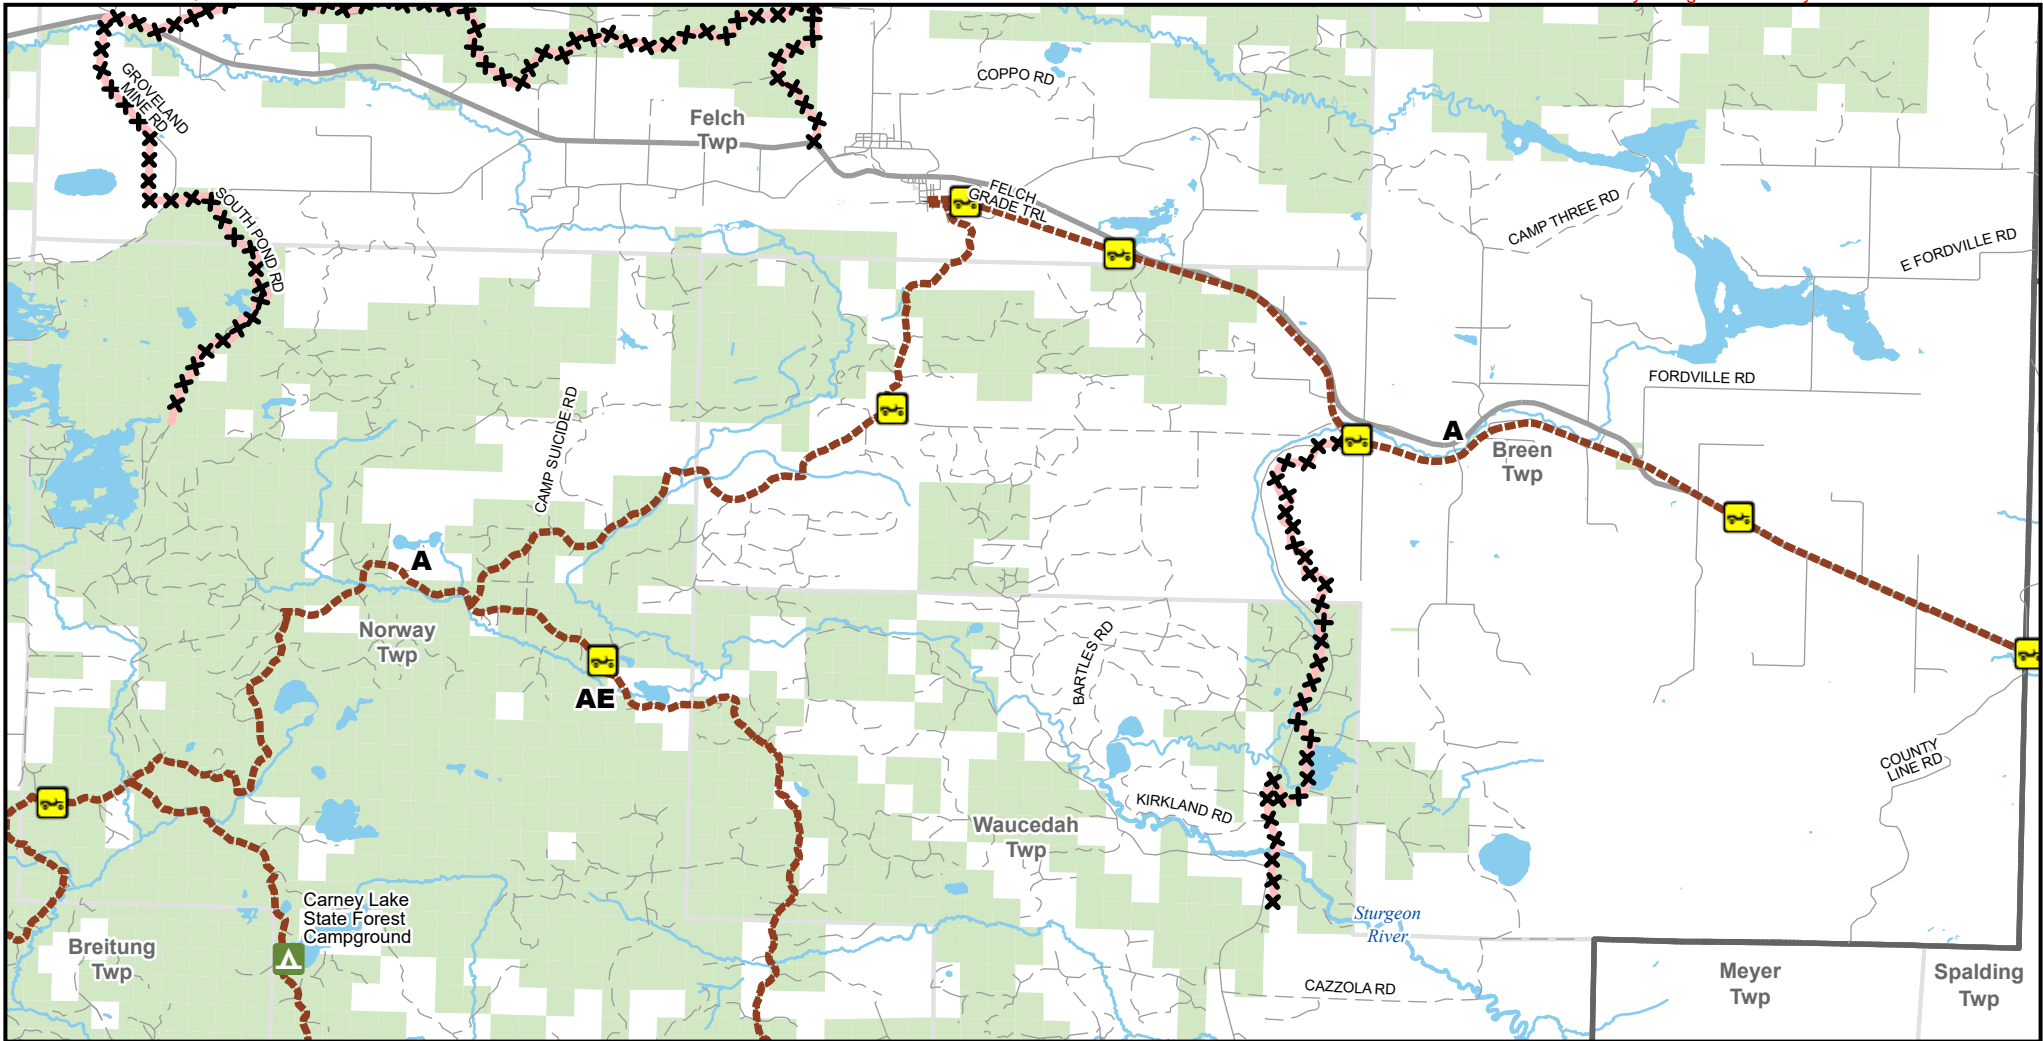 COPPO RD
GROVELAND
MINE RD
Felch
Twp
FELCH
GRADE TRL
SOUTH POND RD
CAMP THREE RD
E FORDVILLE RD
FORDVILLE RD
CAMP SUICIDE RD
A
Breen
Twp
A
Norway
Twp
AE
BARTLES RD
COUNTY
LINE RD
KIRKLAND RD
Waucedah
Twp
Carney Lake
State Forest
Campground
Sturgeon
River
Breitung
Twp
CAZZOLA RD
Meyer
Twp
Spalding
Twp